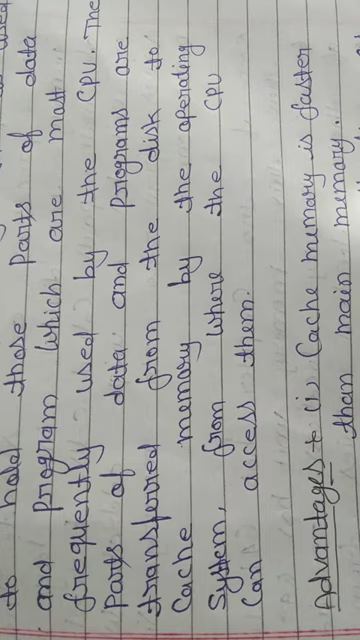 to hold those parts of data
and program which are mast
frequently used by the CPU. The
parts of data and programs are
transferred from the disk to
Cache memory by the operating
System, from where the CPU
Can access them.
Advantages → (i) Cache memory is faster
than main memory.